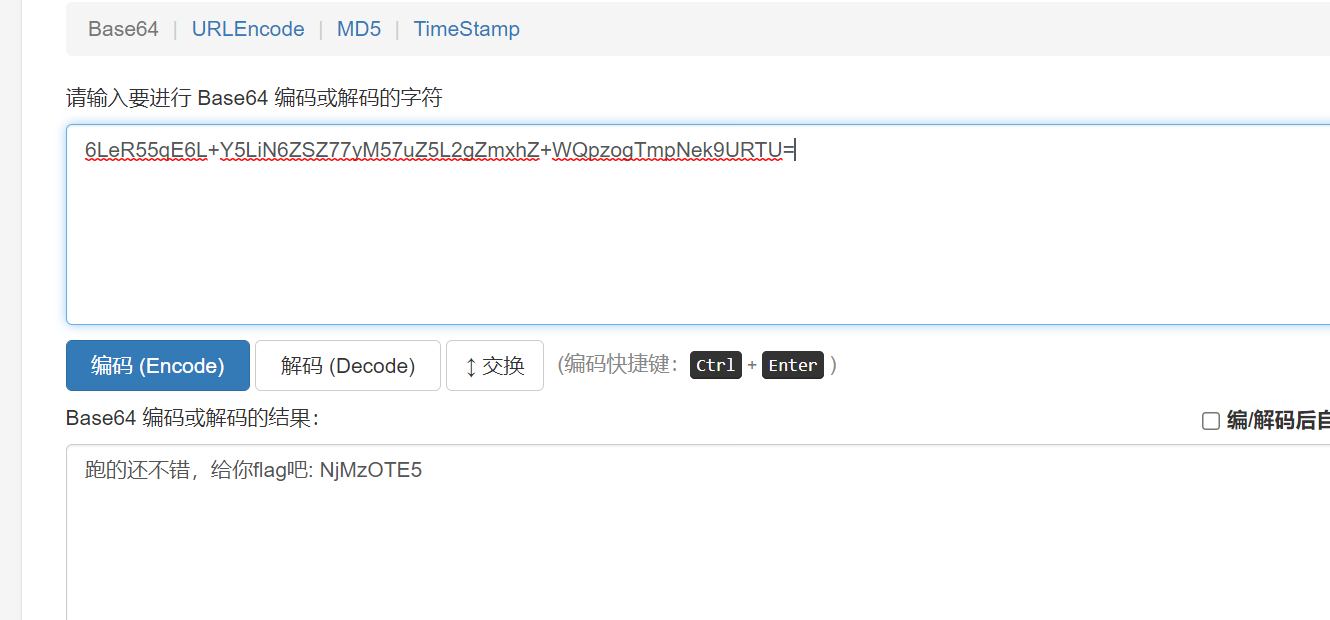 Base64 | URLEncode | MD5 | TimeStamp
请输入要进行 Base64 编码或解码的字符
6LeR55qE6L+Y5LiN6ZSZ77yM57uZ5L2gZmxhZ+WQpzogTmpNek9URTU=
编码 (Encode) 解码 (Decode) ↕ 交换 (编码快捷键： Ctrl + Enter )
Base64 编码或解码的结果： 编/解码后自
跑的还不错，给你flag吧: NjMzOTE5